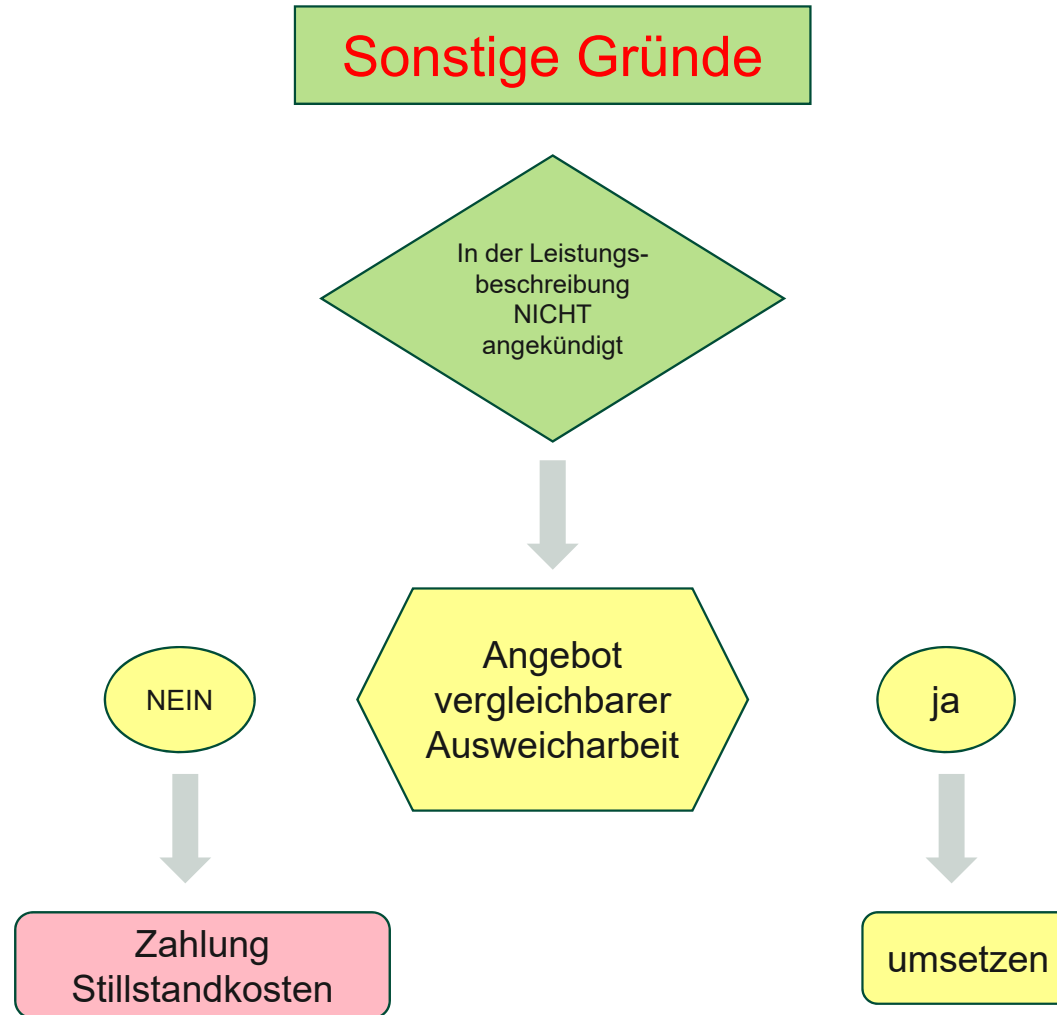 Sonstige Gründe
In der Leistungs-
beschreibung
NICHT
angekündigt
Angebot
vergleichbarer
Ausweicharbeit
NEIN
ja
Zahlung
Stillstandkosten
umsetzen